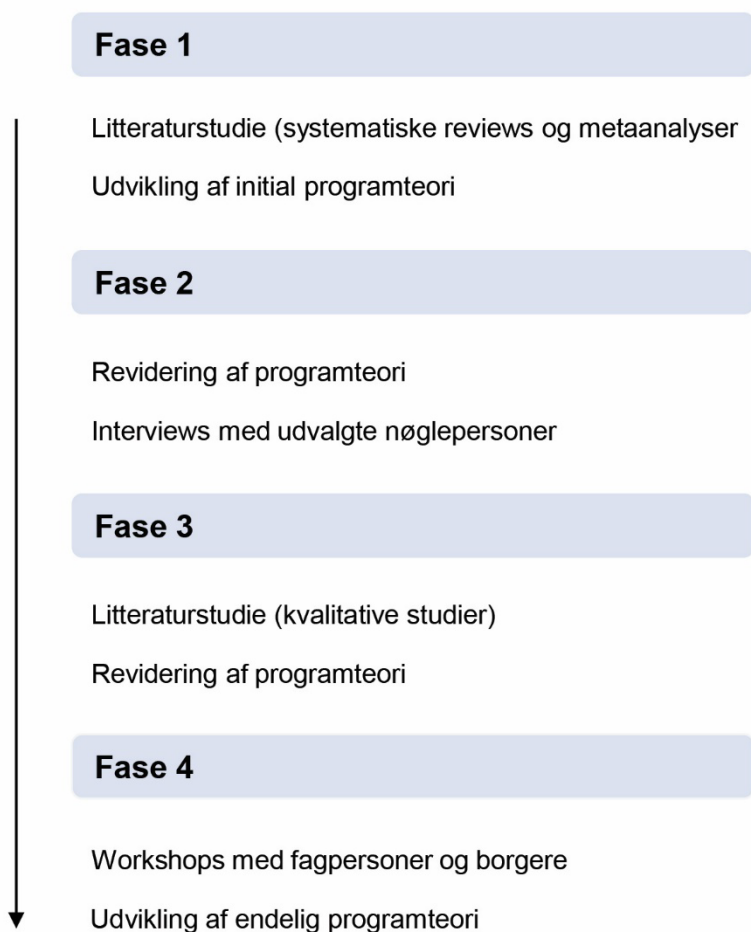 Fase 1
Litteraturstudie (systematiske reviews og metaanalyser
Udvikling af initial programteori
Fase 2
Revidering af programteori
Interviews med udvalgte nøglepersoner
Fase 3
Litteraturstudie (kvalitative studier)
Revidering af programteori
Fase 4
Workshops med fagpersoner og borgere
Udvikling af endelig programteori